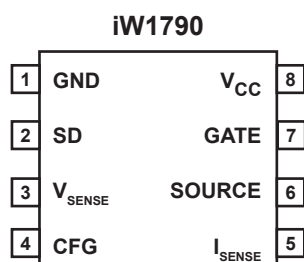 iW1790
1 GND V_CC 8
2 SD GATE 7
3 V_SENSE SOURCE 6
4 CFG I_SENSE 5